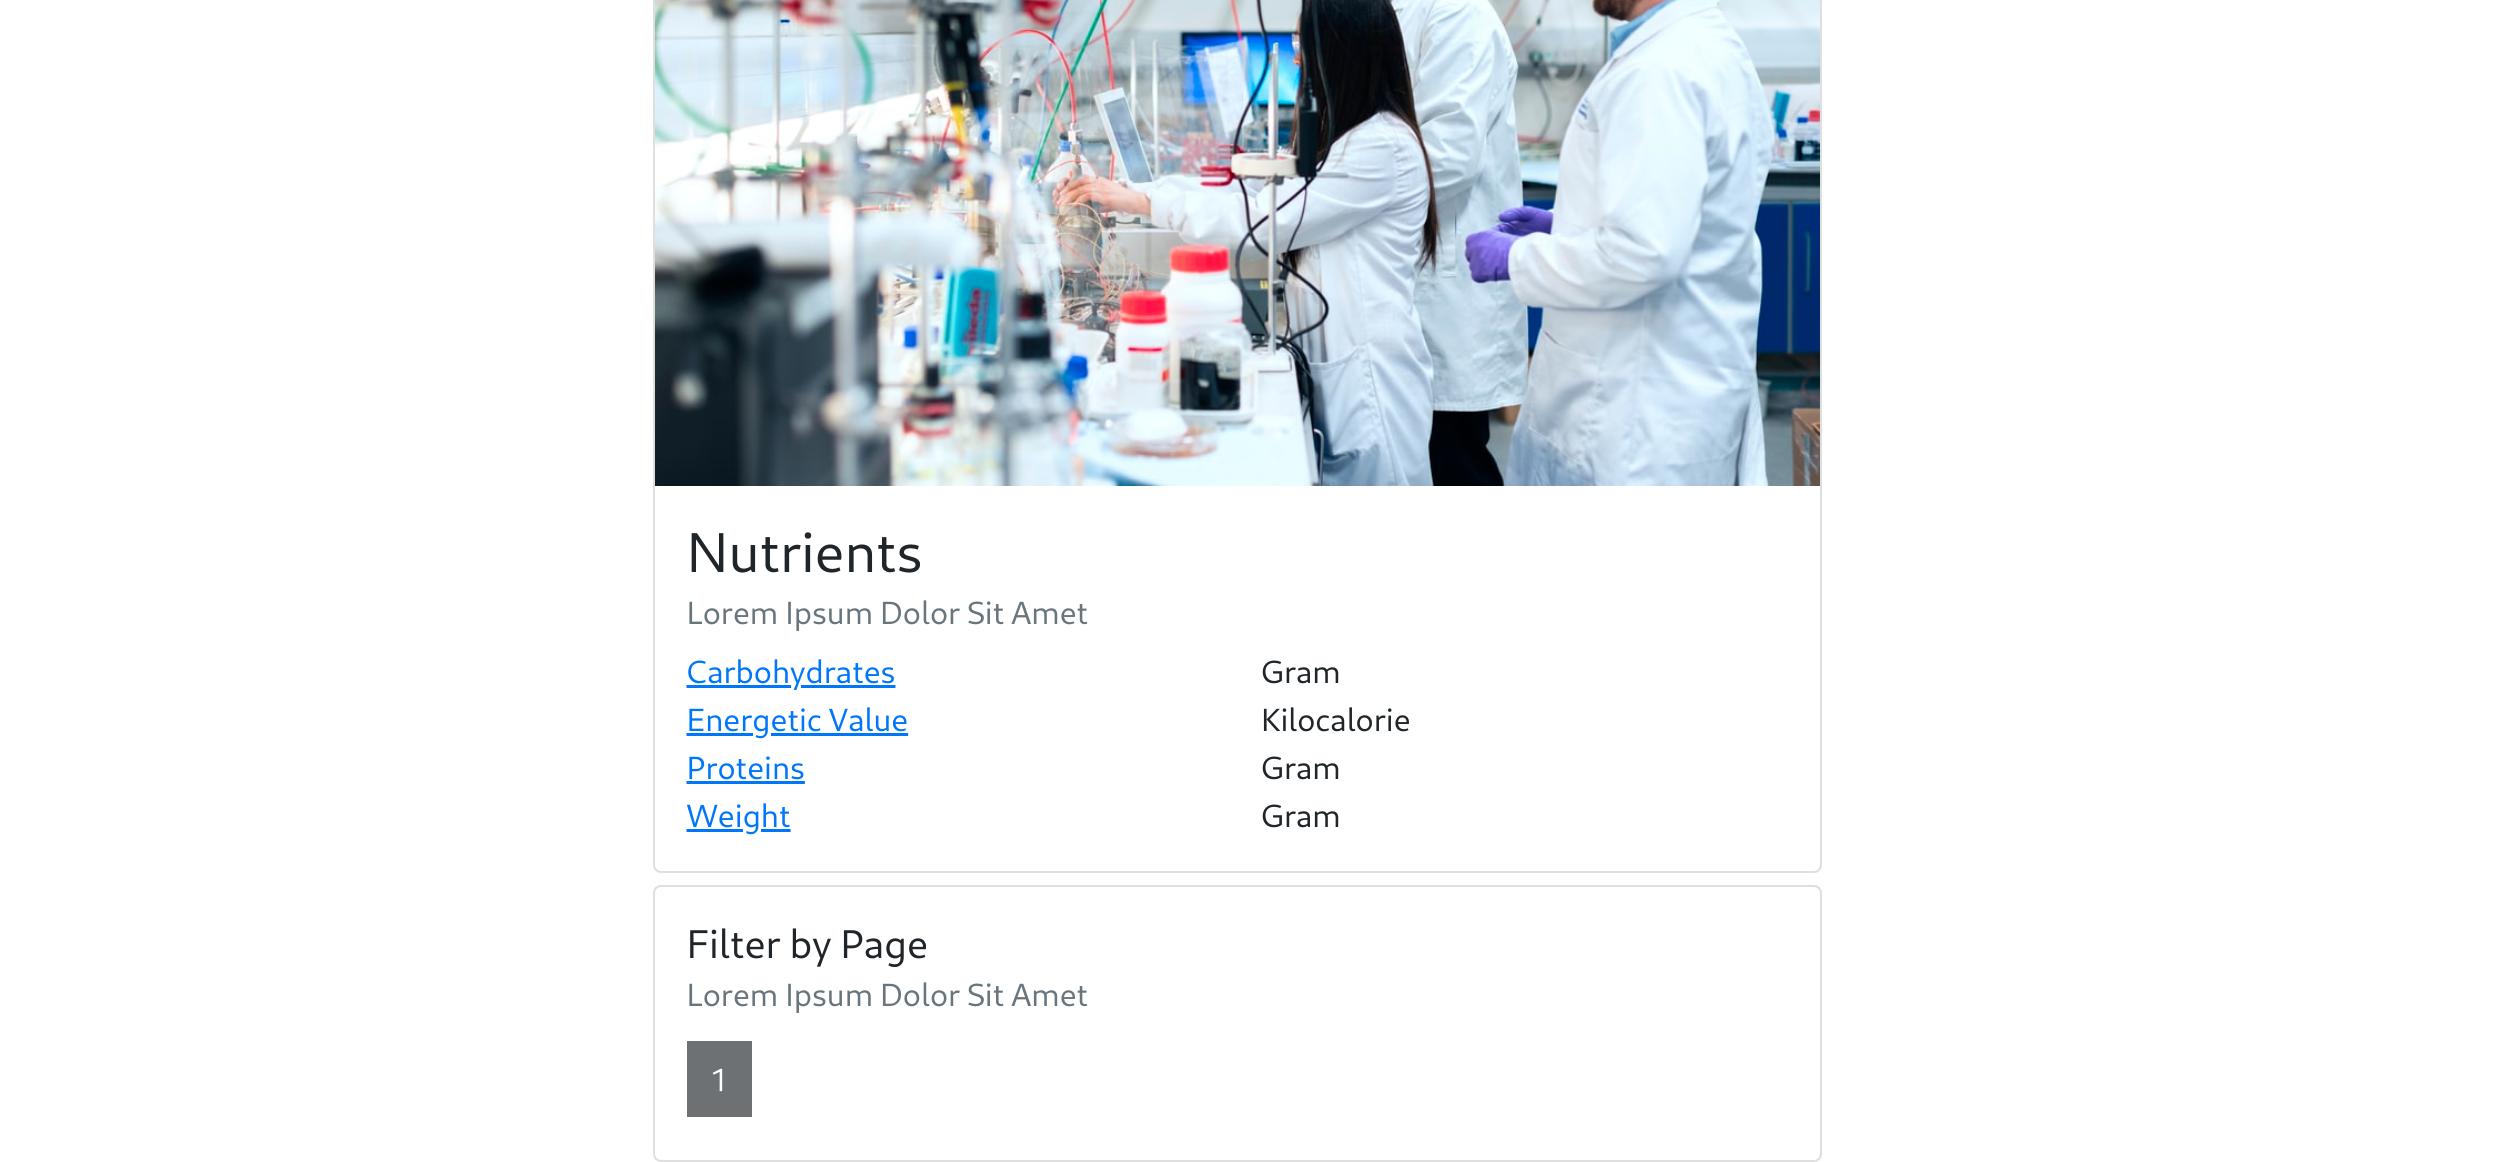 Nutrients
Lorem Ipsum Dolor Sit Amet
Carbohydrates Gram
Energetic Value Kilocalorie
Proteins Gram
Weight Gram
Filter by Page
Lorem Ipsum Dolor Sit Amet
1